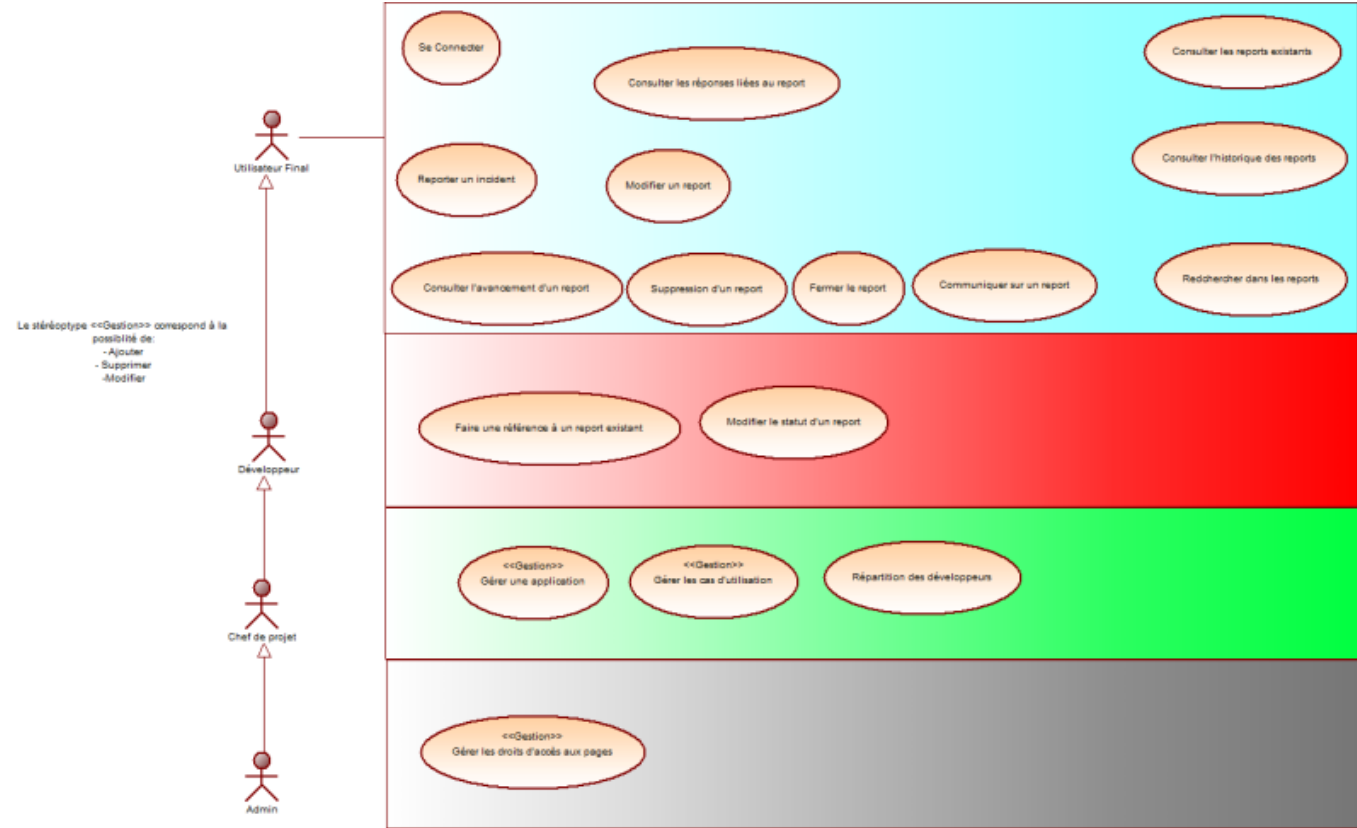 Se Connecter
Consulter les réponses liées au report
Consulter les reports existants
Utilisateur Final
Reporter un incident
Modifier un report
Consulter l'historique des reports
Consulter l'avancement d'un report
Suppression d'un report
Fermer le report
Communiquer sur un report
Redchercher dans les reports
Le stéréoptype <<Gestion>> correspond à la
possiblité de:
- Ajouter
- Supprimer
-Modifier
Développeur
Faire une référence à un report existant
Modifier le statut d'un report
Chef de projet
<<Gestion>>
Gérer une application
<<Gestion>>
Gérer les cas d'utilisation
Répartition des développeurs
Admin
<<Gestion>>
Gérer les droits d'accès aux pages